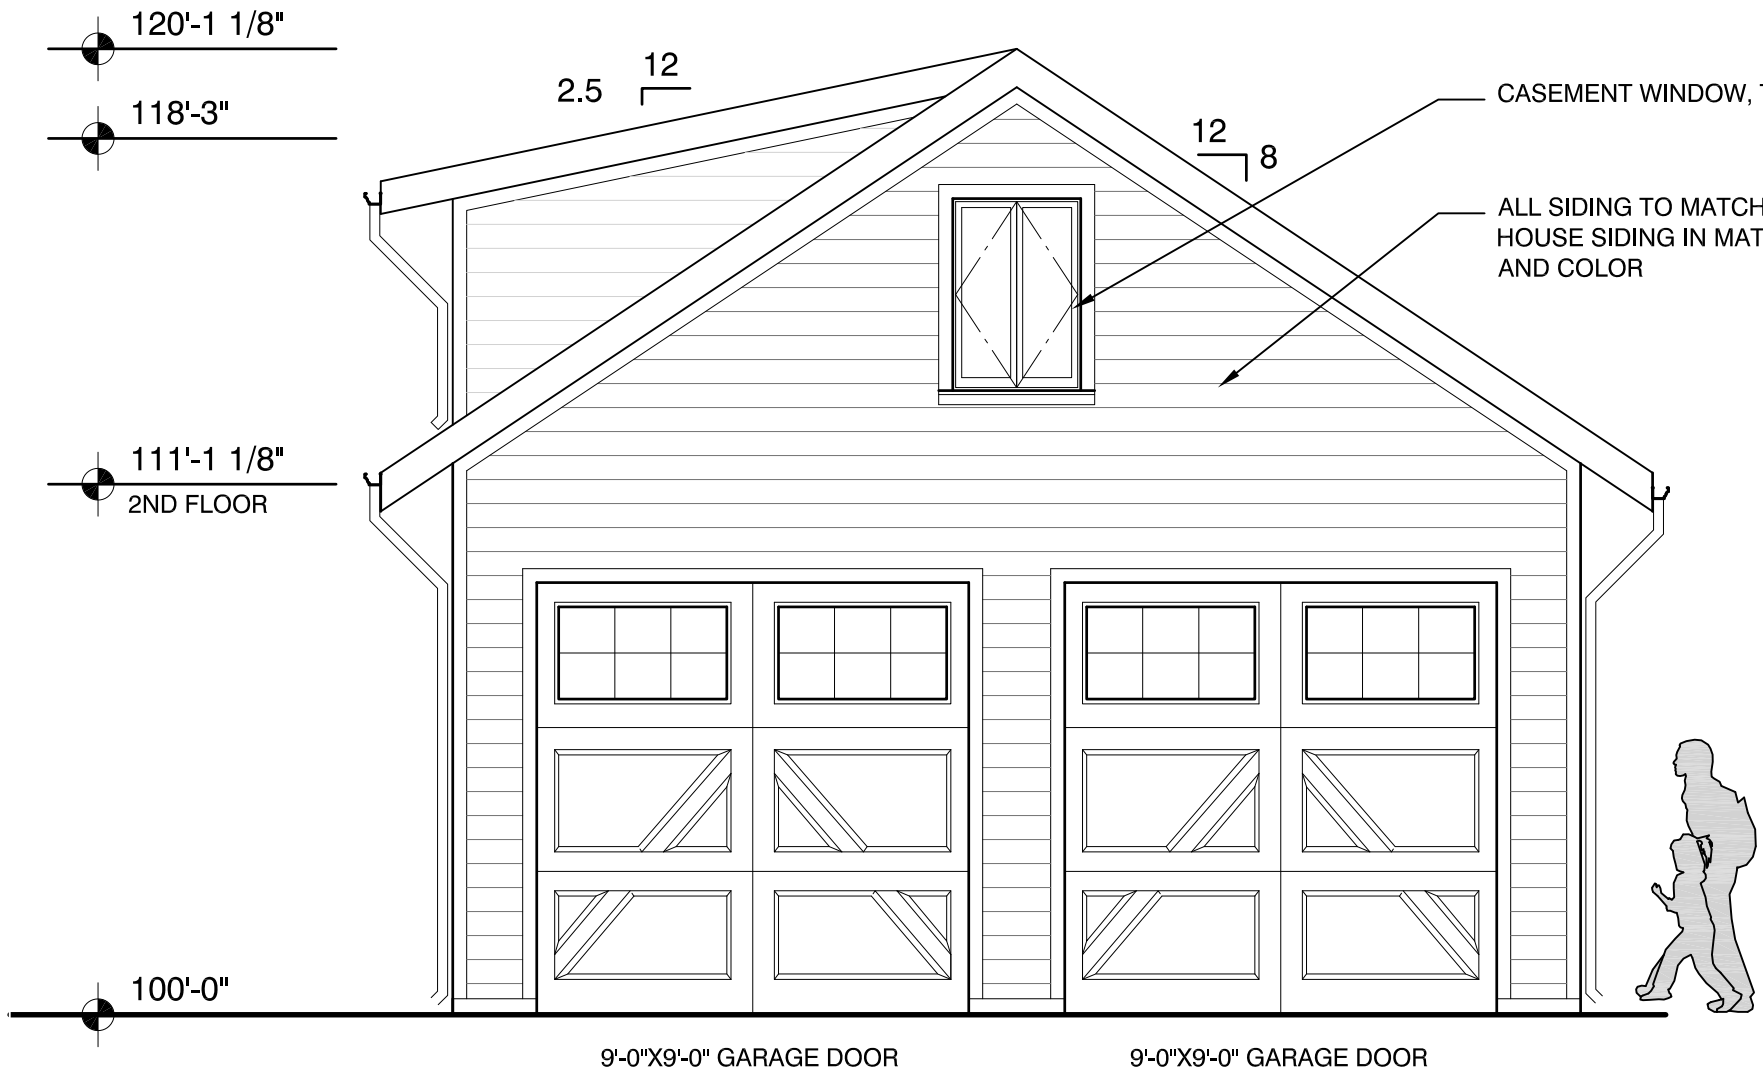 120'-1 1/8"
118'-3"
2.5
12
12
8
CASEMENT WINDOW,
ALL SIDING TO MATCH
HOUSE SIDING IN
AND COLOR
111'-1 1/8"
2ND FLOOR
100'-0"
9'-0"X9'-0" GARAGE DOOR
9'-0"X9'-0" GARAGE DOOR